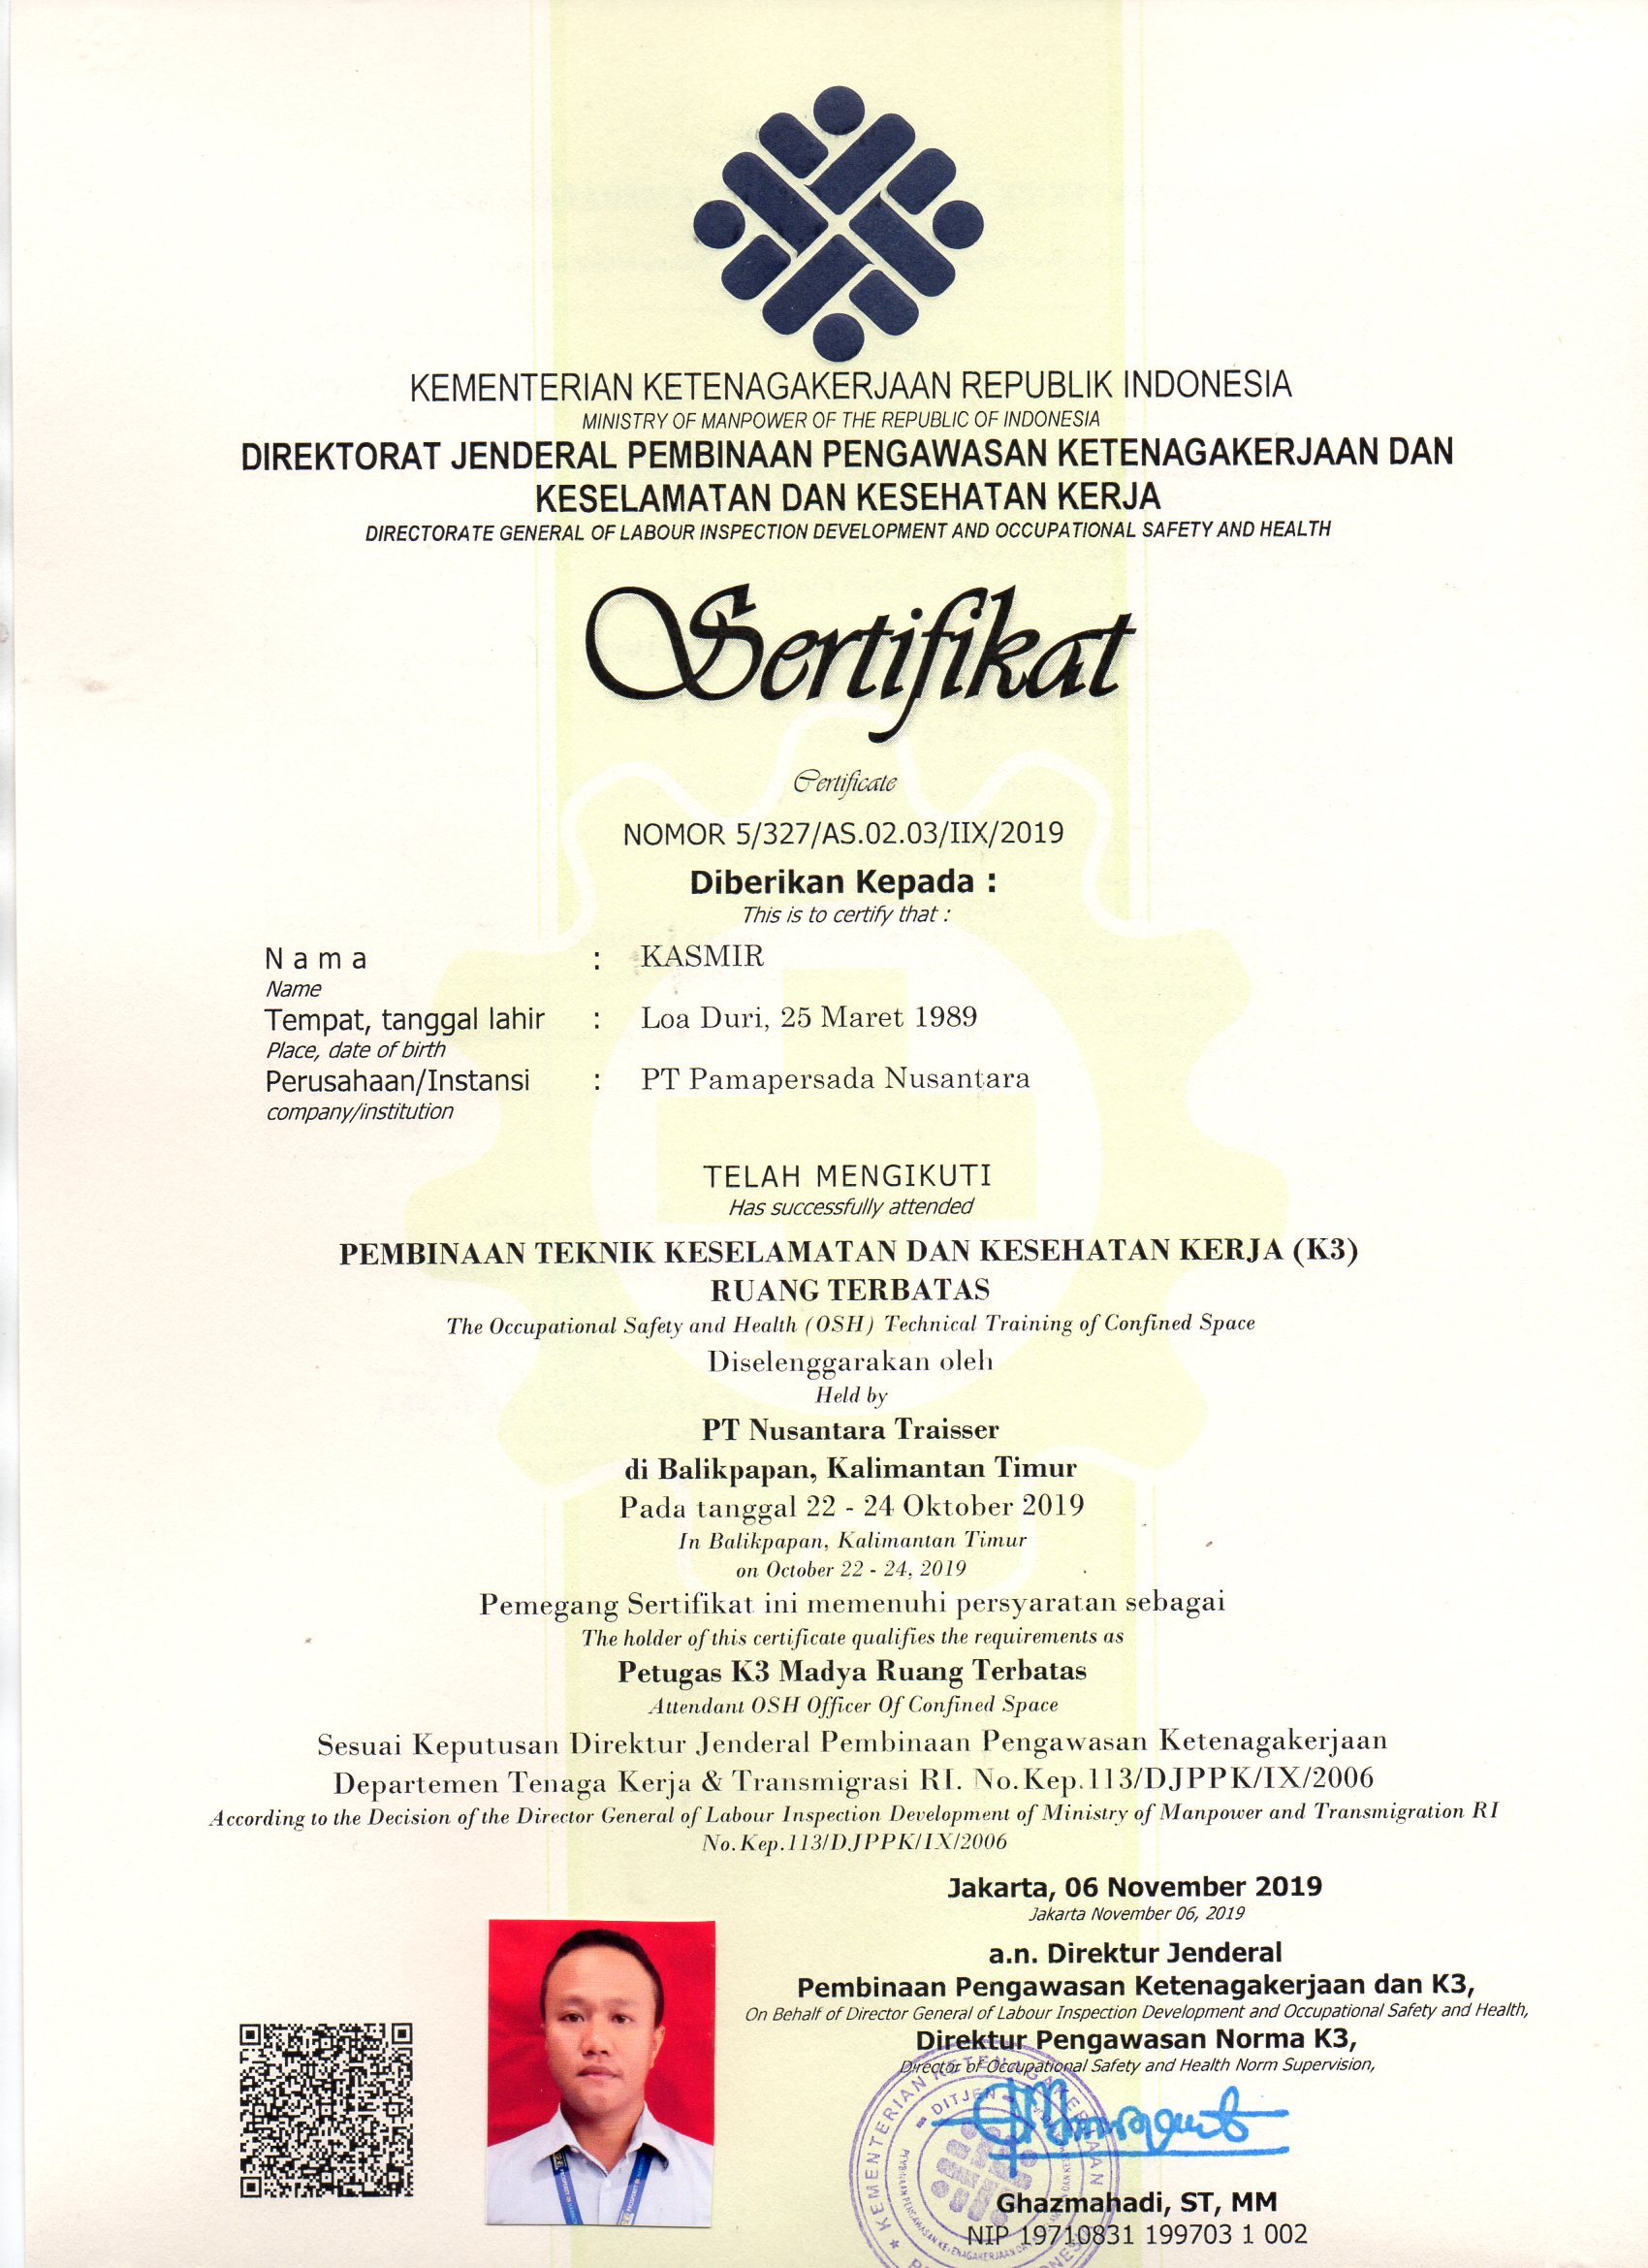 KEMENTERIAN KETENAGAKERJAAN REPUBLIK INDONESIA
MINISTRY OF MANPOWER OF THE REPUBLIC OF INDONESIA
DIREKTORAT JENDERAL PEMBINAAN PENGAWASAN KETENAGAKERJAAN DAN
KESELAMATAN DAN KESEHATAN KERJA
DIRECTORATE GENERAL OF LABOUR INSPECTION DEVELOPMENT AND OCCUPATIONAL SAFETY AND HEALTH
Sertifikat
Certificate
NOMOR 5/327/AS.02.03/IIX/2019
Diberikan Kepada :
This is to certify that :
N a m a : KASMIR
Name
Tempat, tanggal lahir : Loa Duri, 25 Maret 1989
Place, date of birth
Perusahaan/Instansi : PT Pamapersada Nusantara
company/institution
TELAH MENGIKUTI
Has successfully attended
PEMBINAAN TEKNIK KESELAMATAN DAN KESEHATAN KERJA (K3)
RUANG TERBATAS
The Occupational Safety and Health (OSH) Technical Training of Confined Space
Diselenggarakan oleh
Held by
PT Nusantara Traisser
di Balikpapan, Kalimantan Timur
Pada tanggal 22 - 24 Oktober 2019
In Balikpapan, Kalimantan Timur
on October 22 - 24, 2019
Pemegang Sertifikat ini memenuhi persyaratan sebagai
The holder of this certificate qualifies the requirements as
Petugas K3 Madya Ruang Terbatas
Attendant OSH Officer Of Confined Space
Sesuai Keputusan Direktur Jenderal Pembinaan Pengawasan Ketenagakerjaan
Departemen Tenaga Kerja & Transmigrasi RI. No.Kep.113/DJPPK/IX/2006
According to the Decision of the Director General of Labour Inspection Development of Ministry of Manpower and Transmigration RI
No.Kep.113/DJPPK/IX/2006
Jakarta, 06 November 2019
Jakarta November 06, 2019
a.n. Direktur Jenderal
Pembinaan Pengawasan Ketenagakerjaan dan K3,
On Behalf of Director General of Labour Inspection Development and Occupational Safety and Health,
Direktur Pengawasan Norma K3,
Director of Occupational Safety and Health Norm Supervision,
KEMENTERIAN KETENAGAKERJAAN
DITJEN
Ghazmahadi, ST, MM
NIP 19710831 199703 1 002